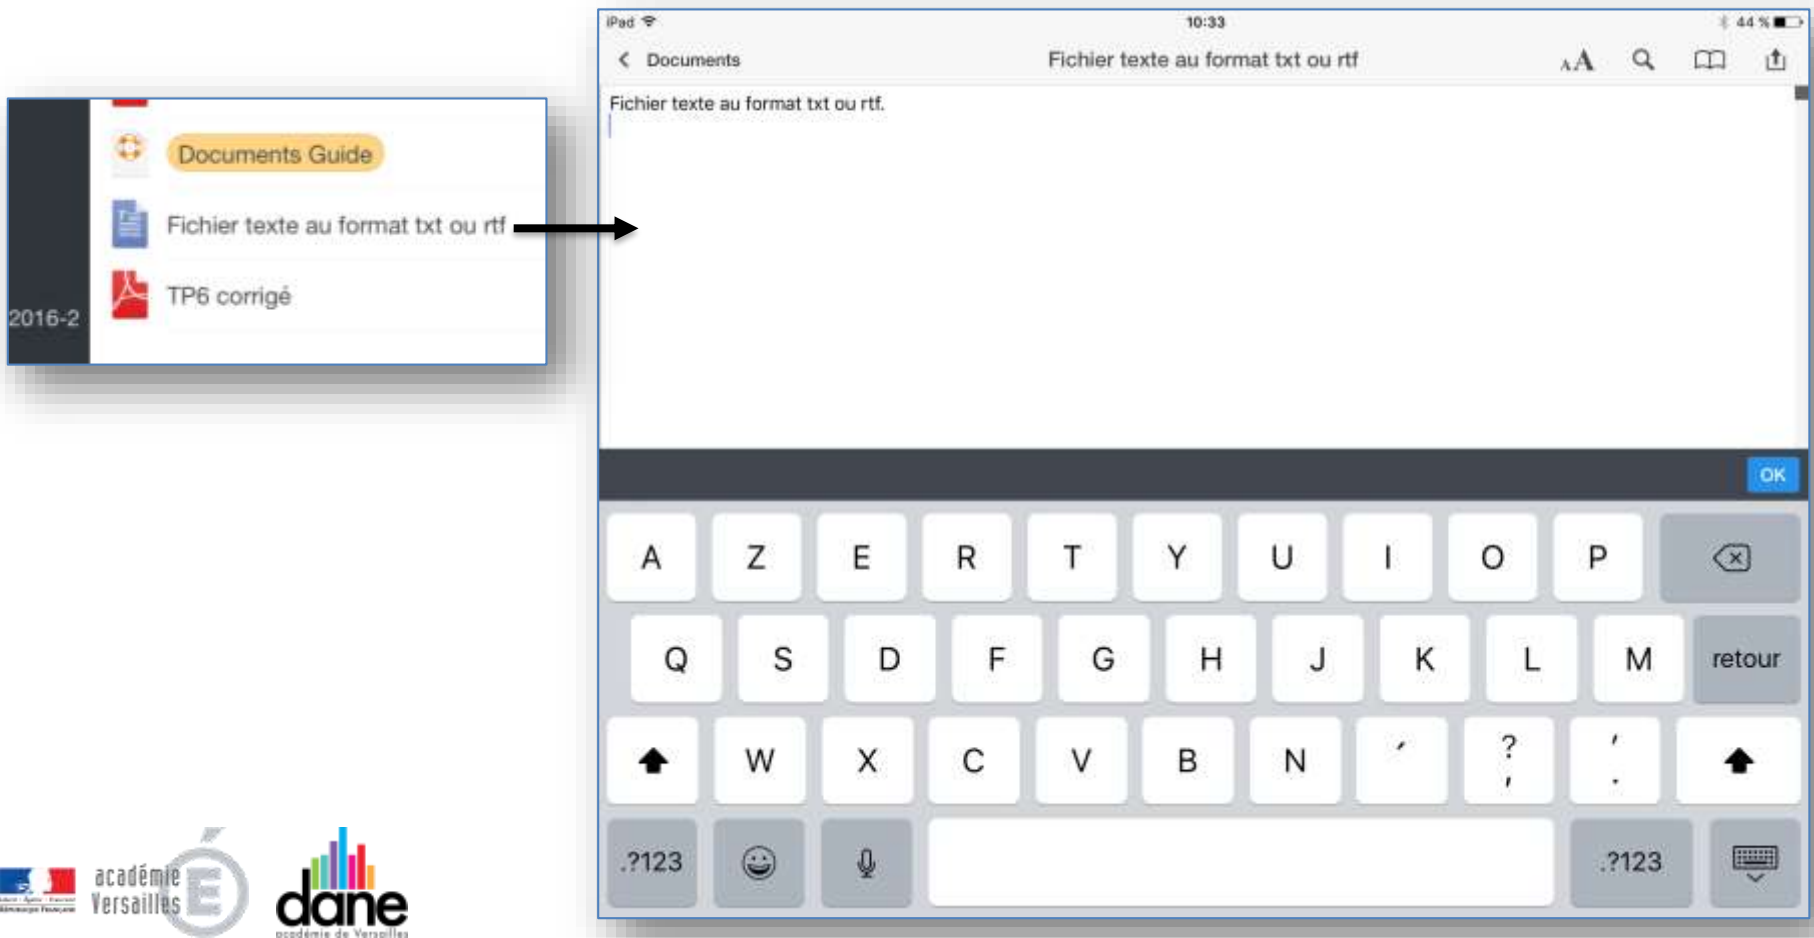 Documents Guide
Fichier texte au format txt ou rtf
TP6 corrigé
2016-2
iPad
10:33
44 %
Documents
Fichier texte au format txt ou rtf
AA
Fichier texte au format txt ou rtf.
OK
A Z E R T Y U I O P
Q S D F G H J K L M retour
W X C V B N ´ ? , ' .
.?123 .?123
académie
Versailles
É
dane
académie de Versailles